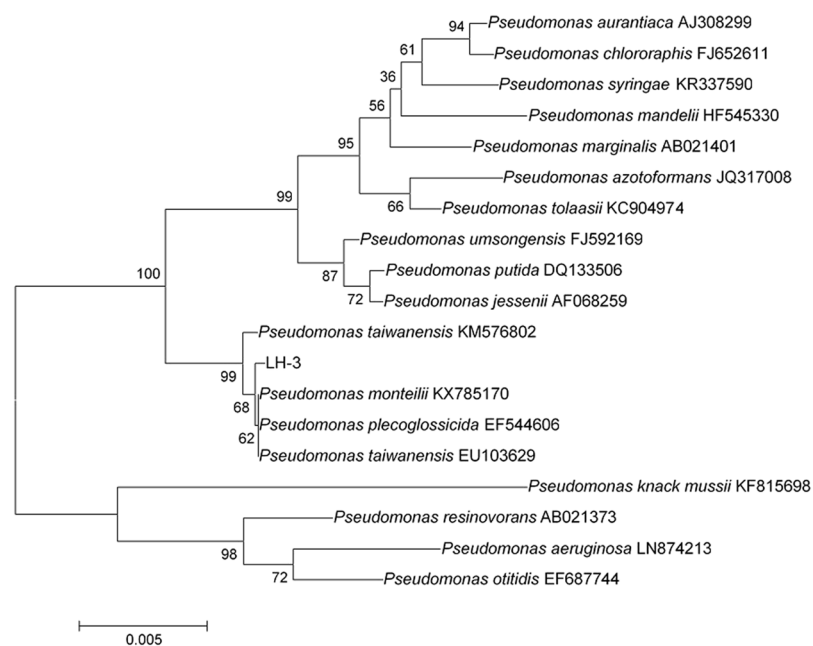 94
Pseudomonas aurantiaca AJ308299
61
Pseudomonas chlororaphis FJ652611
36
Pseudomonas syringae KR337590
56
Pseudomonas mandelii HF545330
95
Pseudomonas marginalis AB021401
Pseudomonas azotoformans JQ317008
99
66
Pseudomonas tolaasii KC904974
Pseudomonas umsongensis FJ592169
100
87
Pseudomonas putida DQ133506
72
Pseudomonas jessenii AF068259
Pseudomonas taiwanensis KM576802
LH-3
99
Pseudomonas monteilii KX785170
68
Pseudomonas plecoglossicida EF544606
62
Pseudomonas taiwanensis EU103629
Pseudomonas knack mussii KF815698
Pseudomonas resinovorans AB021373
98
Pseudomonas aeruginosa LN874213
72
Pseudomonas otitidis EF687744
0.005